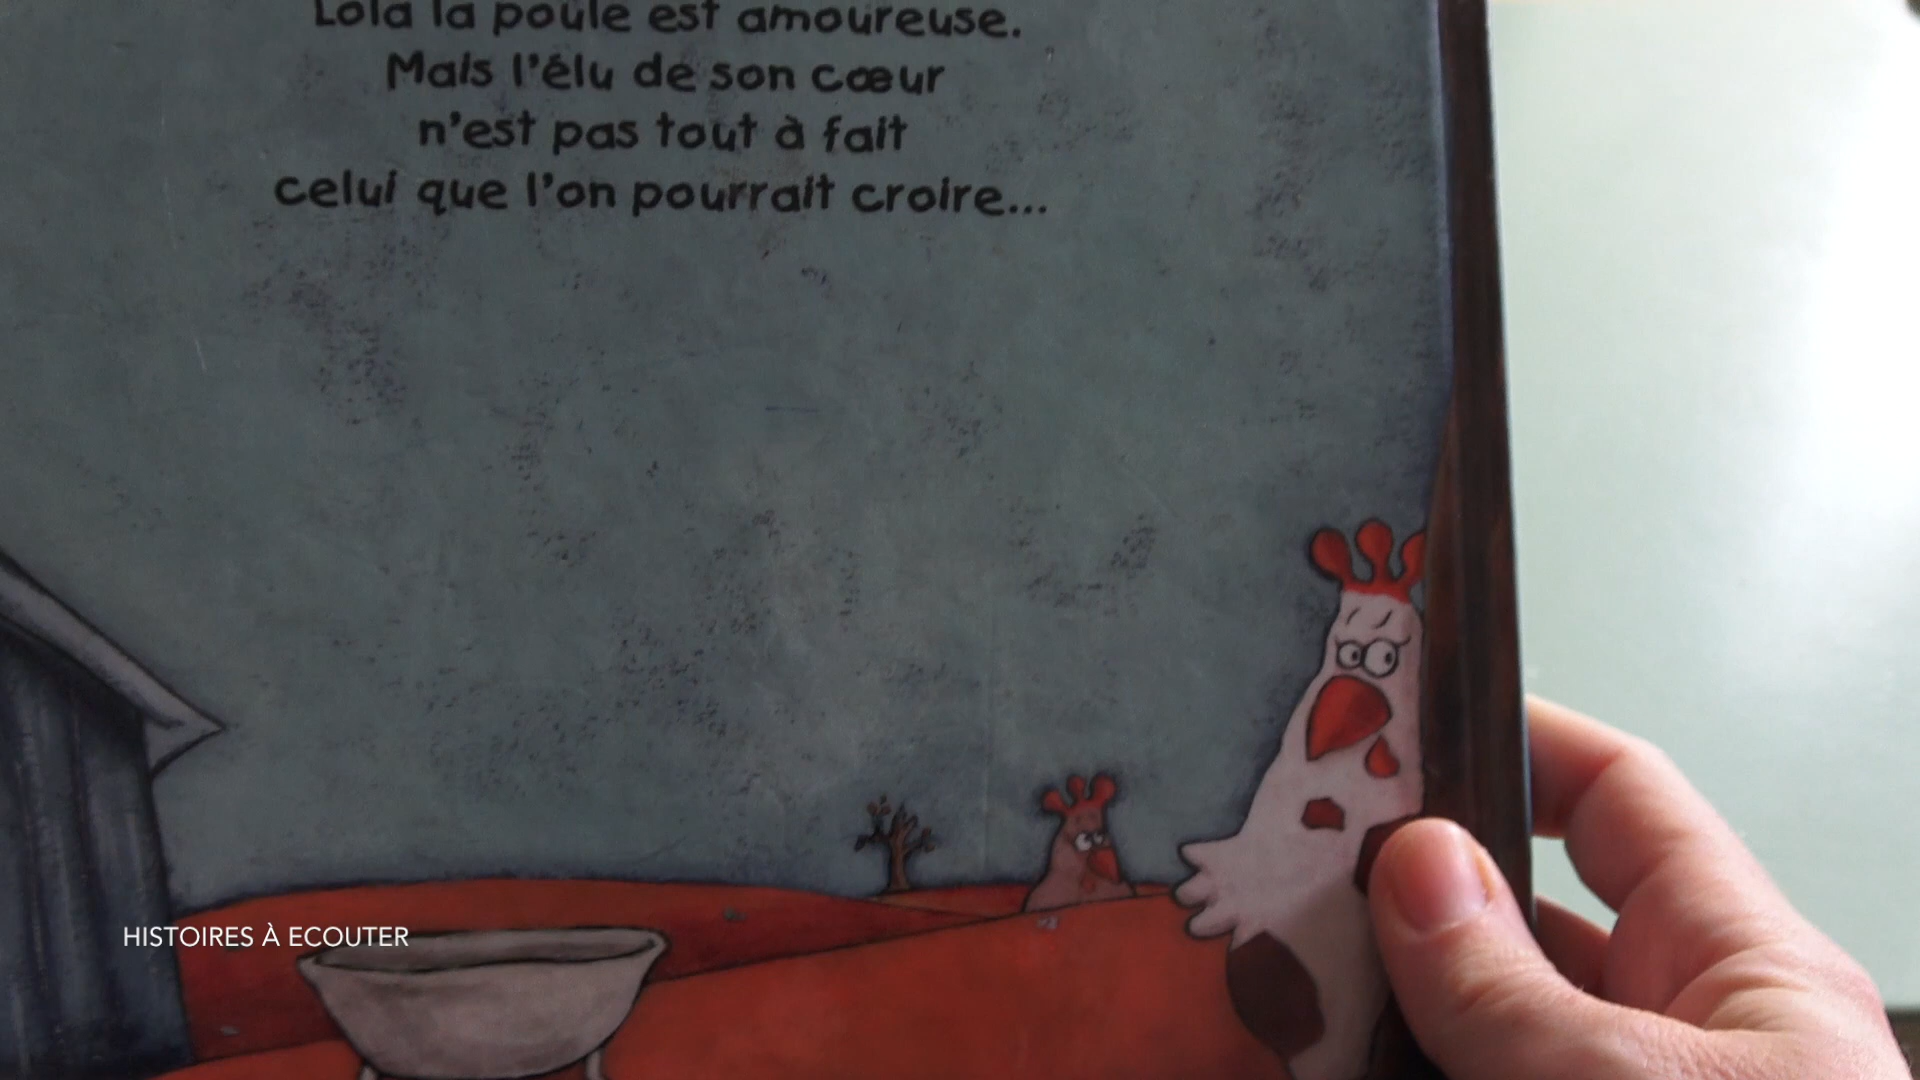 Lola la poule est amoureuse.
Mais l'élu de son cœur
n'est pas tout à fait
celui que l'on pourrait croire...
HISTOIRES À ECOUTER